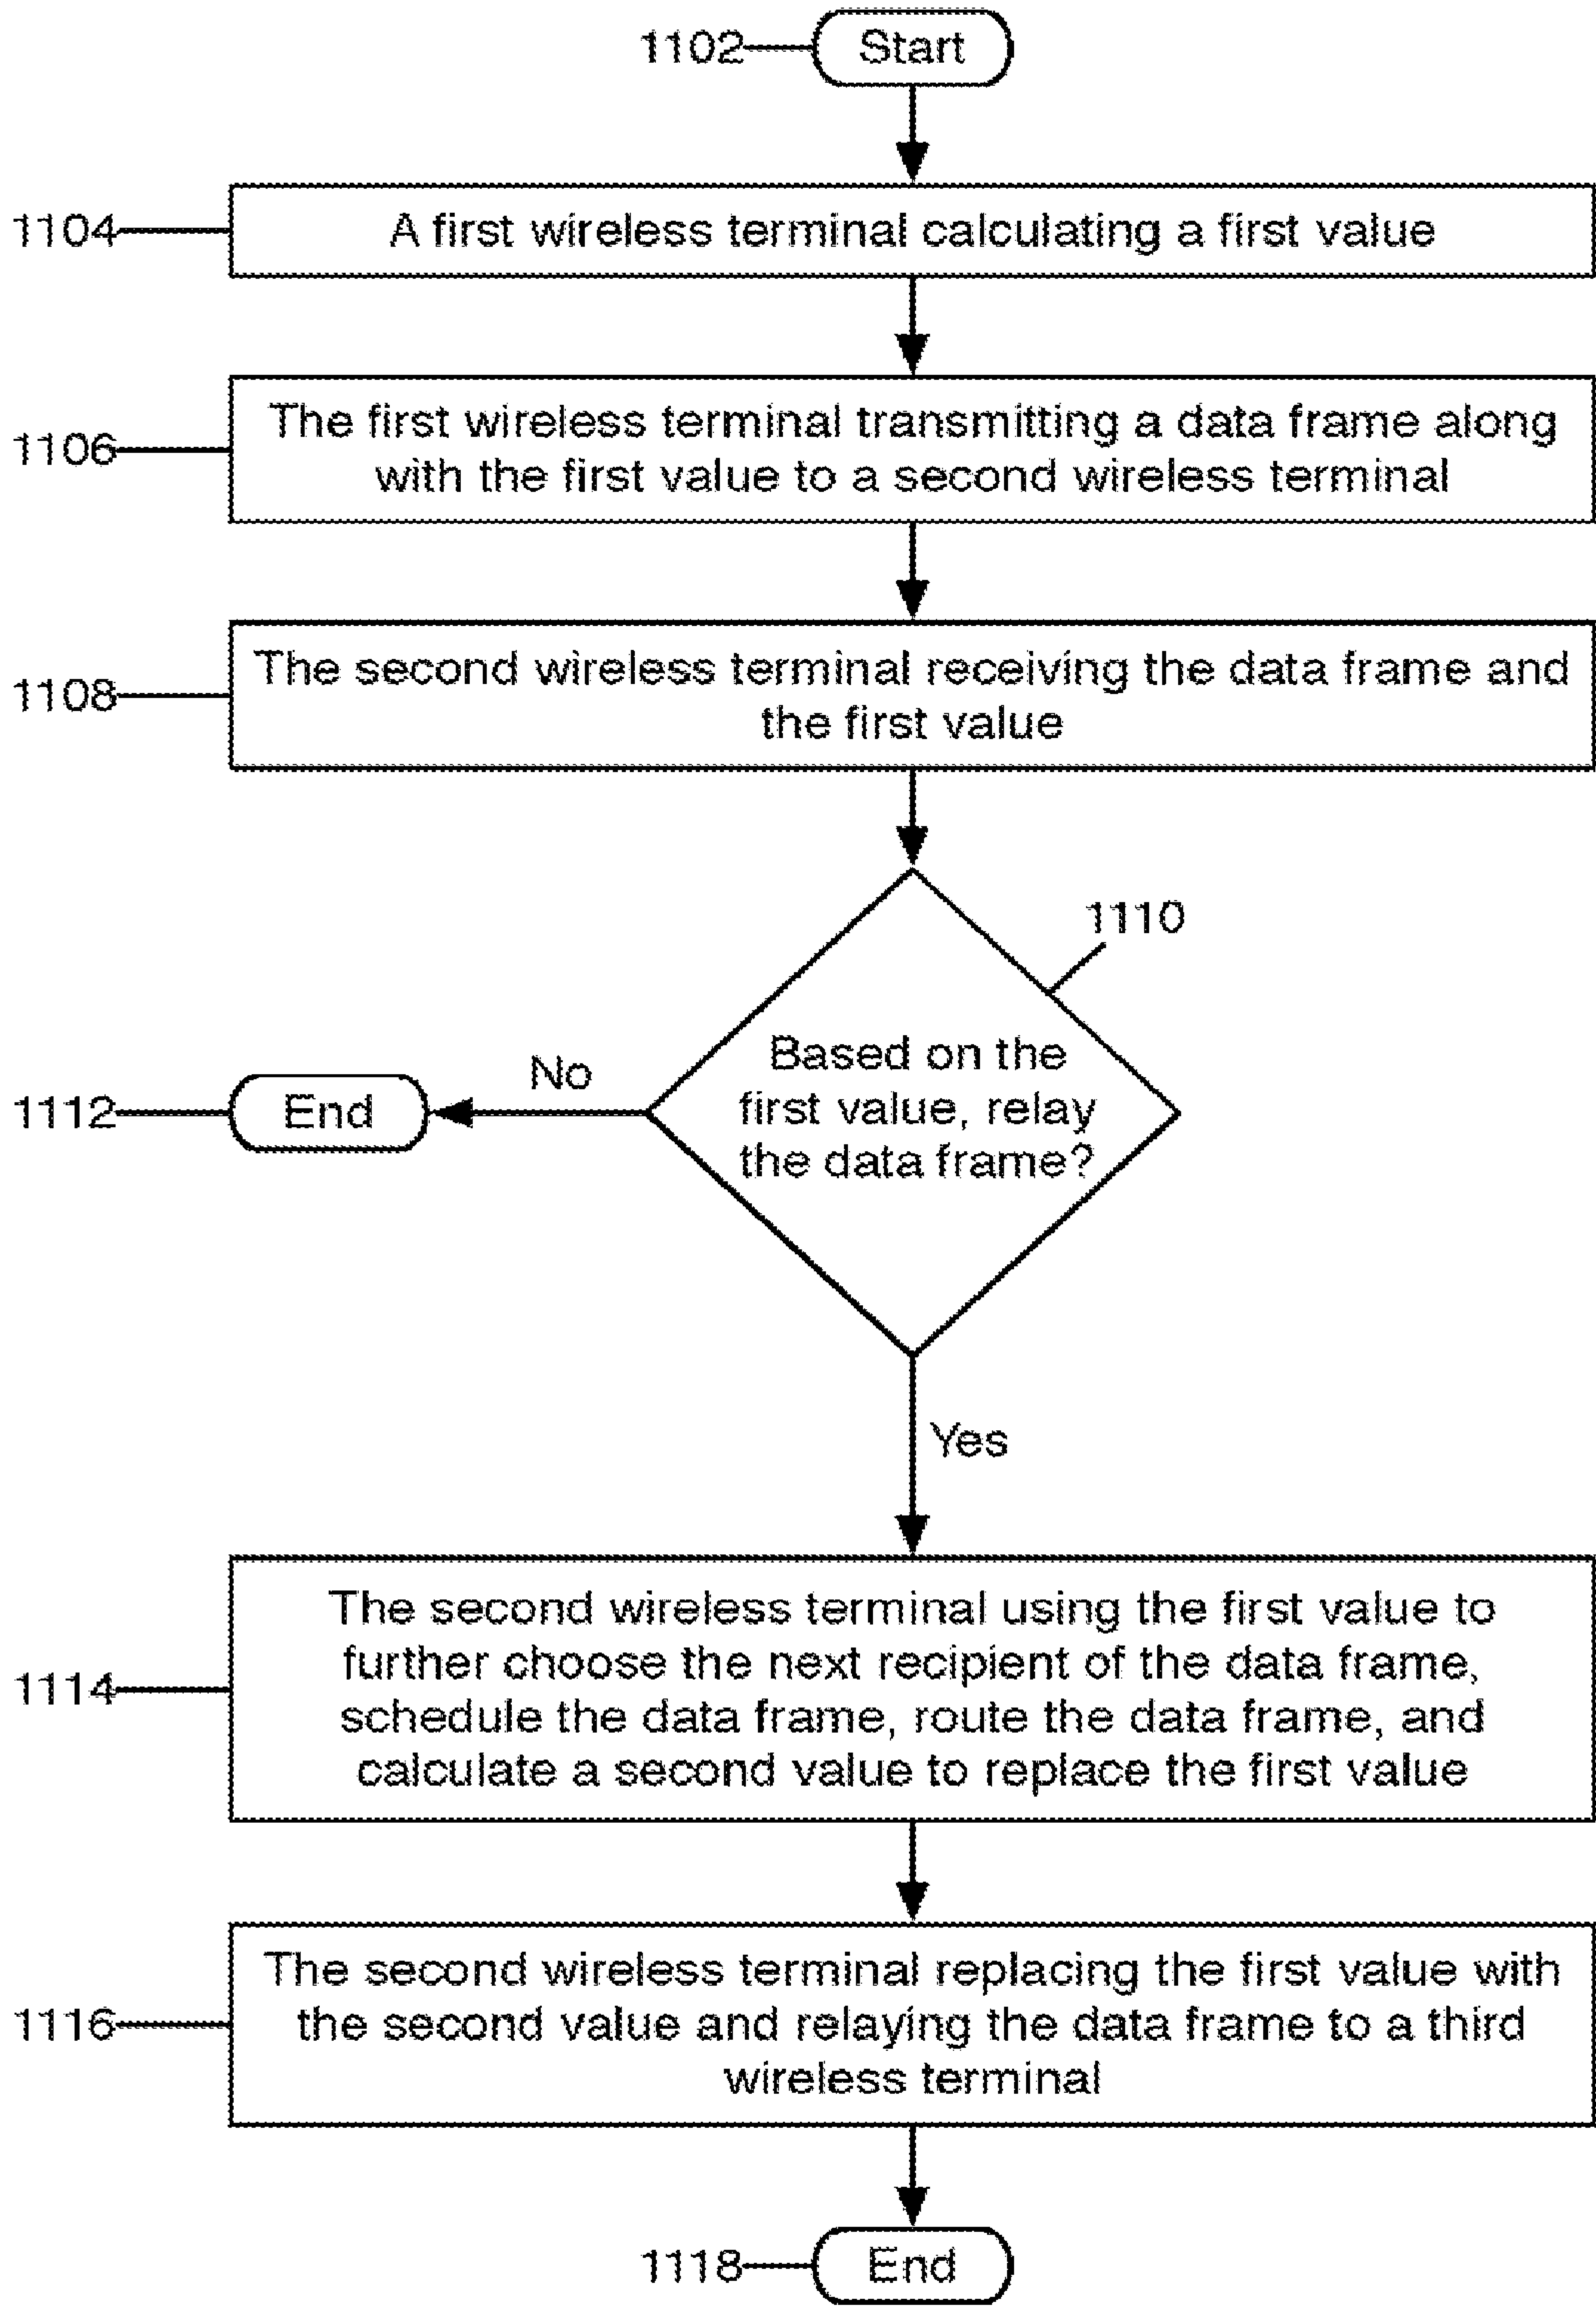 1102
Start
1104
A first wireless terminal calculating a first value
1106
The first wireless terminal transmitting a data frame along
with the first value to a second wireless terminal
1108
The second wireless terminal receiving the data frame and
the first value
1110
Based on the
first value, relay
the data frame?
No
1112
End
Yes
1114
The second wireless terminal using the first value to
further choose the next recipient of the data frame,
schedule the data frame, route the data frame, and
calculate a second value to replace the first value
1116
The second wireless terminal replacing the first value with
the second value and relaying the data frame to a third
wireless terminal
1118
End